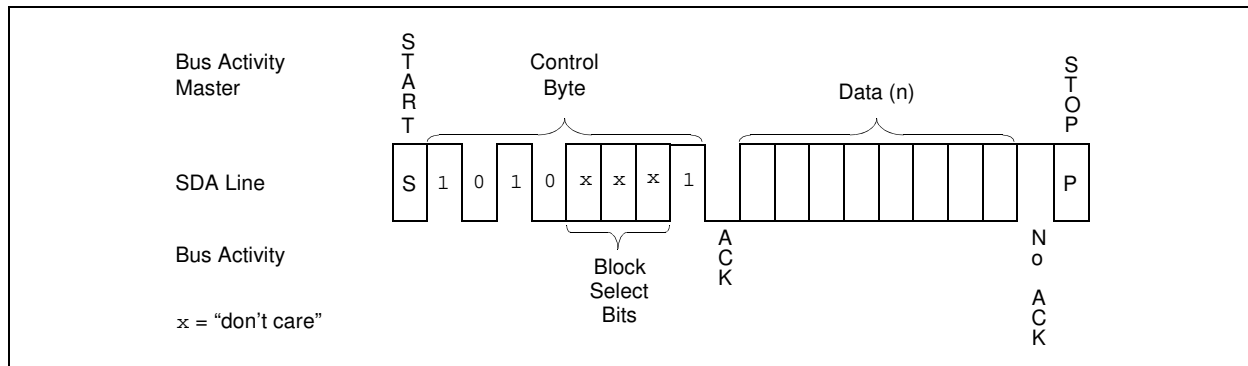 Bus Activity
Master
START
Control
Byte
Data (n)
STOP
SDA Line
S 1 0 1 0 x x x 1 P
Bus Activity
ACK
No ACK
Block
Select
Bits
x = “don’t care”